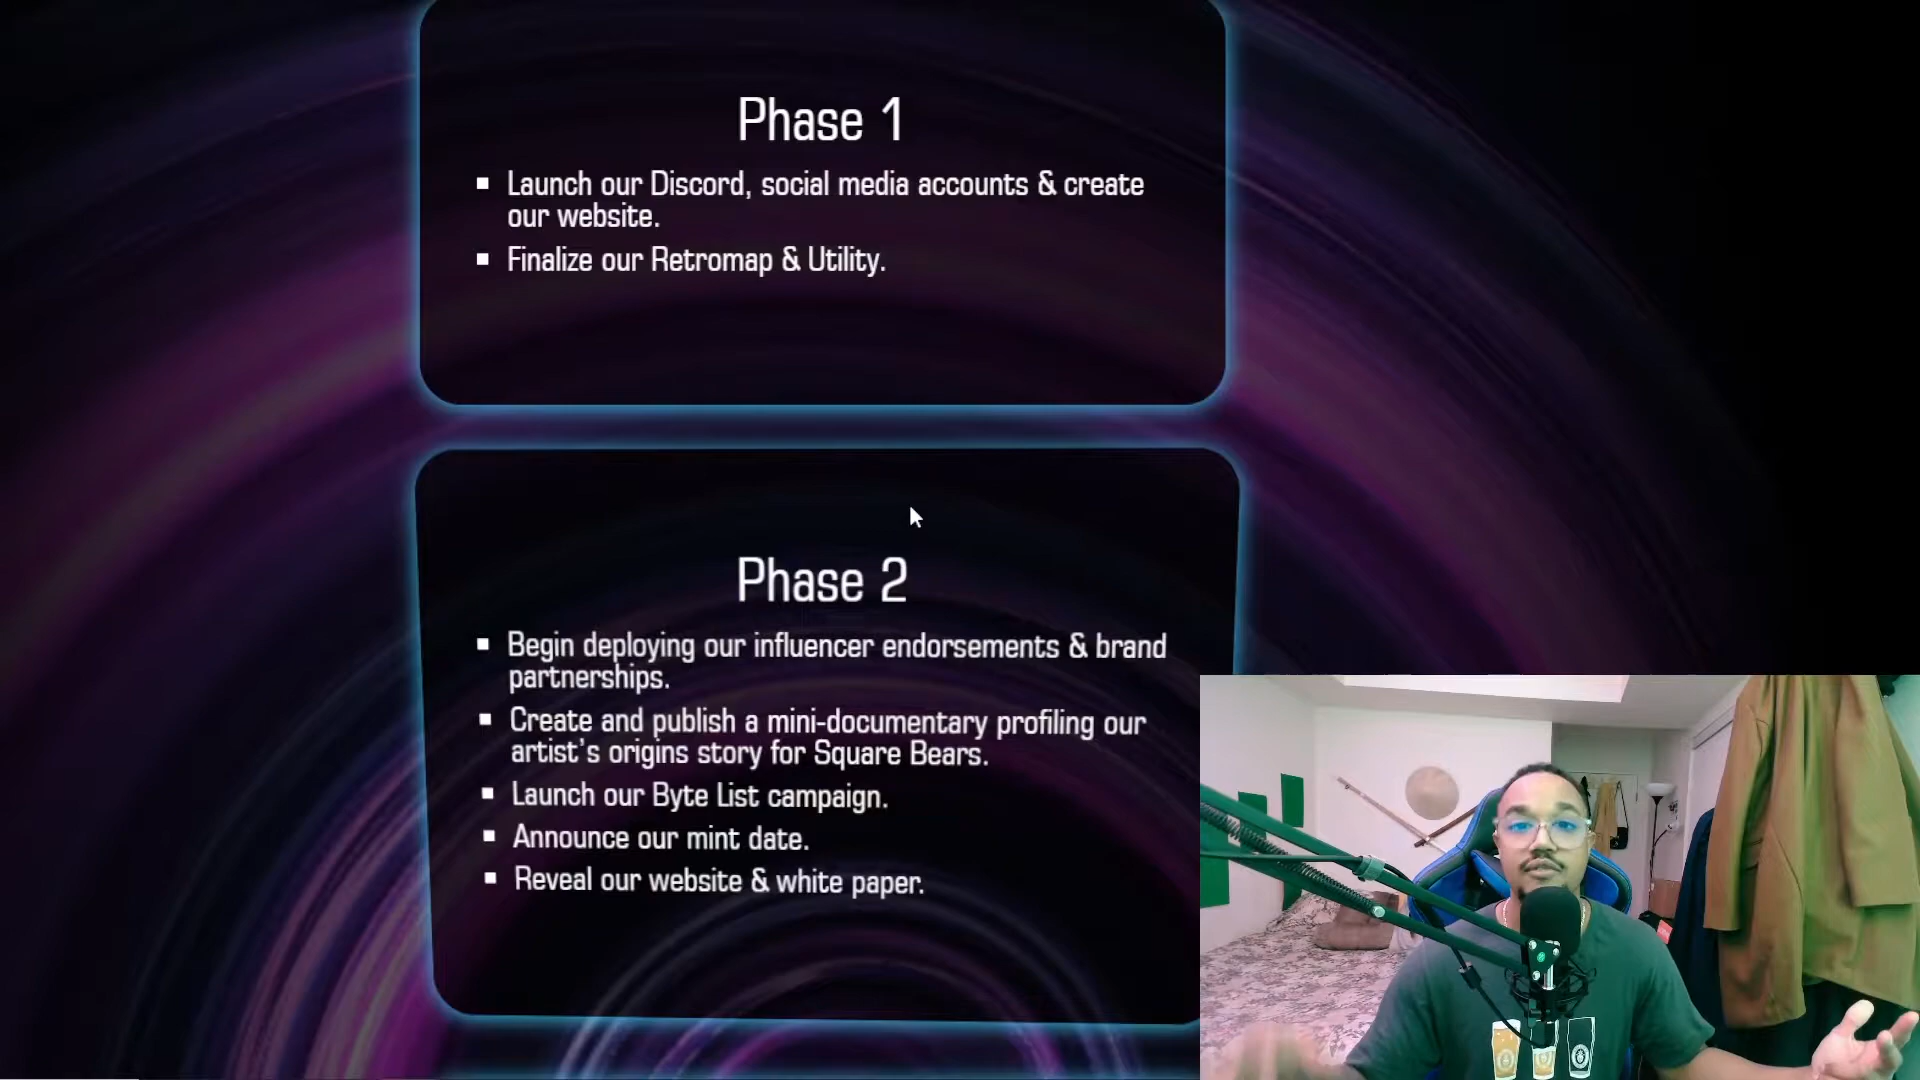 Phase 1
Launch our Discord, social media accounts & create
our website.
Finalize our Retromap & Utility.
Phase 2
Begin deploying our influencer endorsements & brand
partnerships.
Create and publish a mini-documentary profiling our
artist's origins story for Square Bears.
Launch our Byte List campaign.
Announce our mint date.
Reveal our website & white paper.